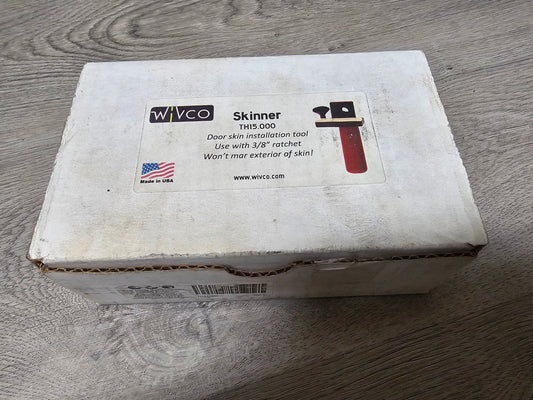 WIVCO
Skinner
TH15.000
Door skin installation tool
Use with 3/8" ratchet
Won't mar exterior of skin!
Made in USA
www.wivco.com